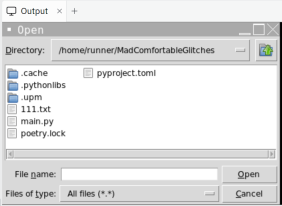 Output
Open
Directory: /home/runner/MadComfortableGlitches
.cache
pyproject.toml
.pythonlibs
.upm
111.txt
main.py
poetry.lock
File name: Open
Files of type: All files (*.*) Cancel